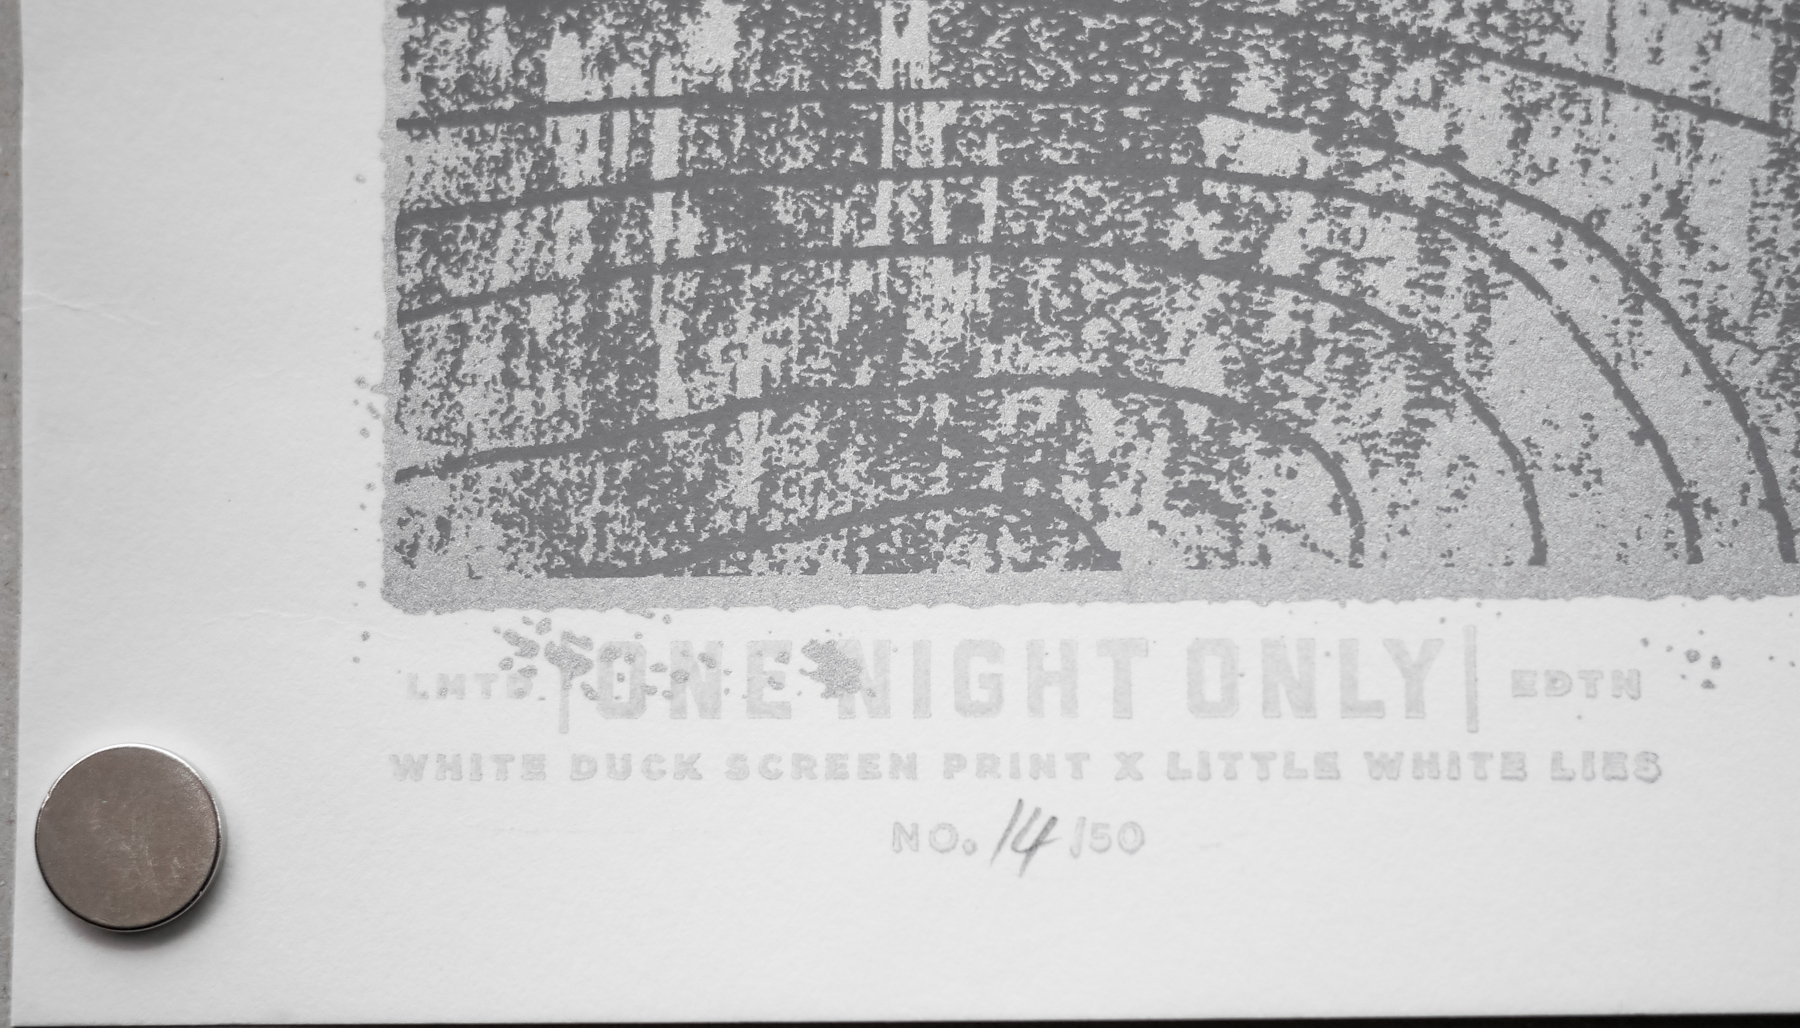 LMTD. |ONE NIGHT ONLY| EDTN
WHITE DUCK SCREEN PRINT X LITTLE WHITE LIES
NO. 14 /50